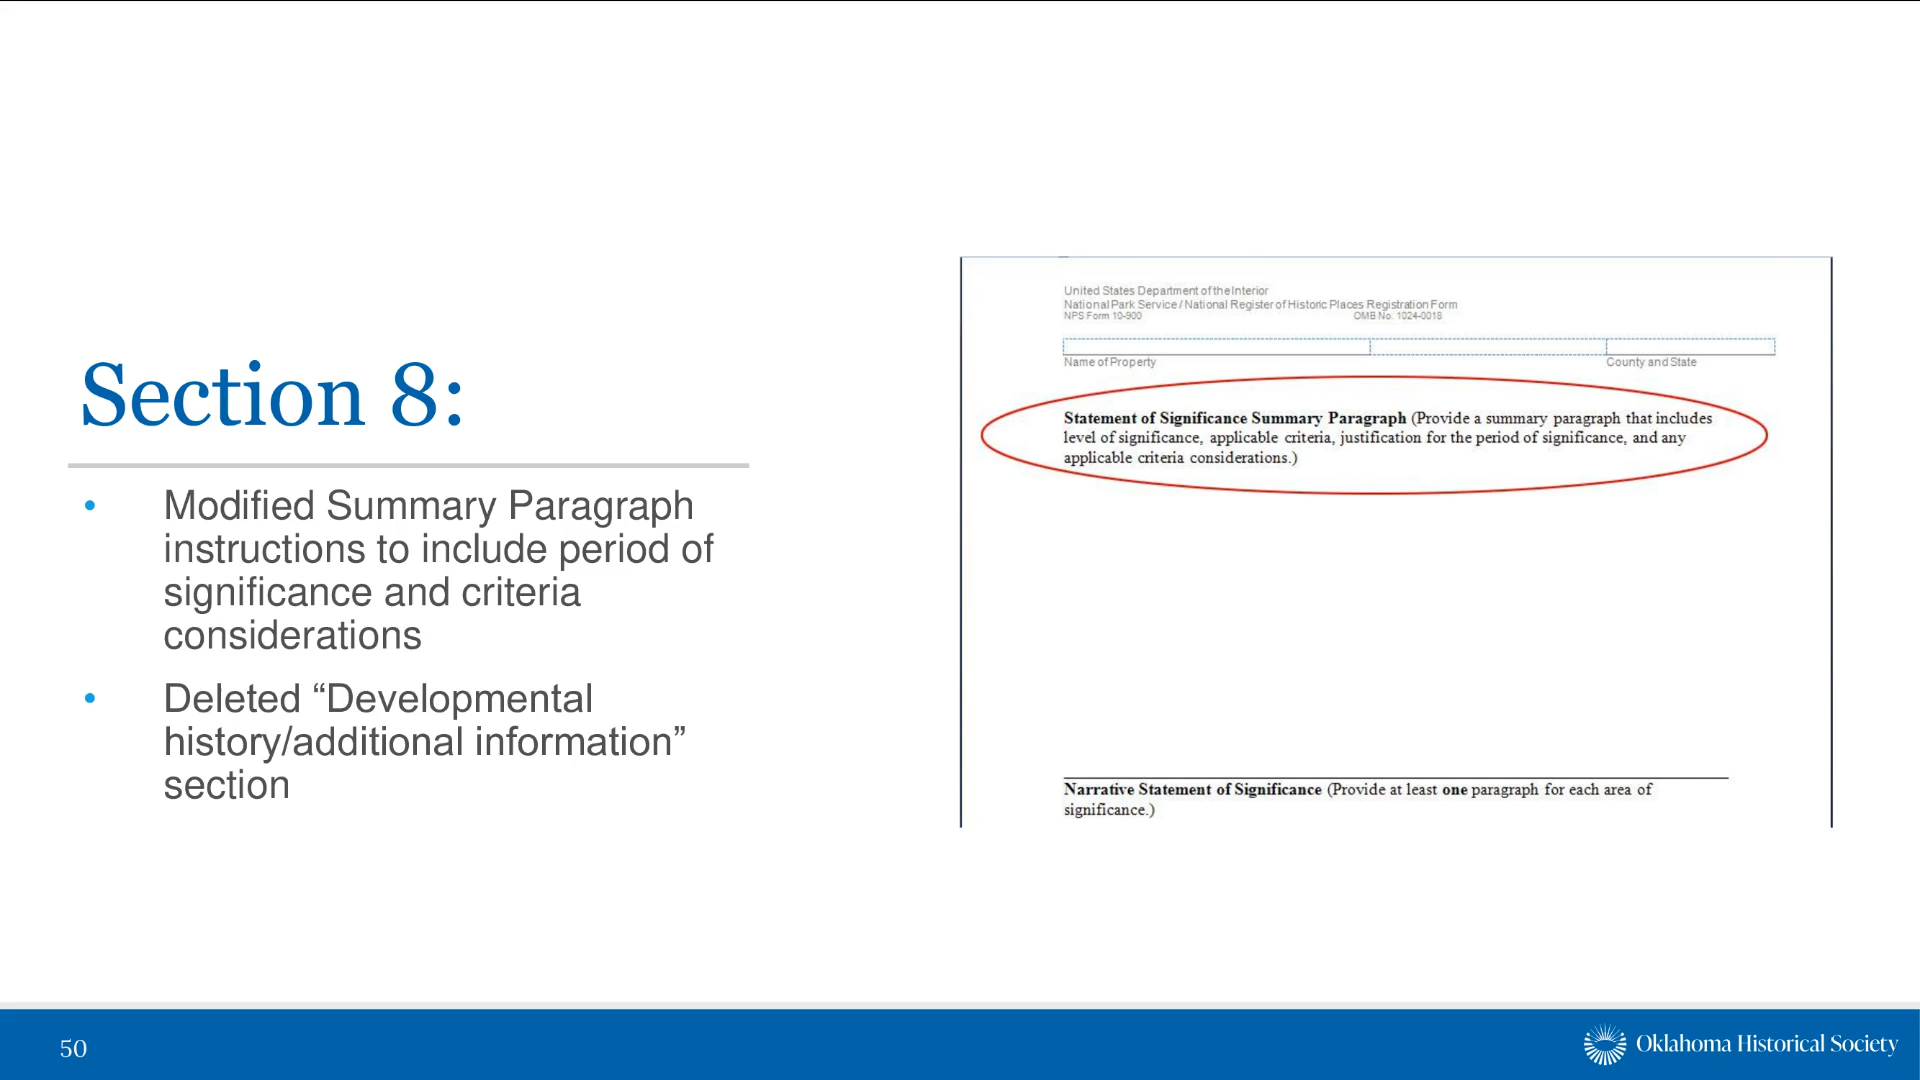 Section 8:
• Modified Summary Paragraph
instructions to include period of
significance and criteria
considerations
• Deleted “Developmental
history/additional information”
section
United States Department of the Interior
National Park Service / National Register of Historic Places Registration Form
NPS Form 10-900 OMB No. 1024-0018
Name of Property County and State
Statement of Significance Summary Paragraph (Provide a summary paragraph that includes
level of significance, applicable criteria, justification for the period of significance, and any
applicable criteria considerations.)
Narrative Statement of Significance (Provide at least one paragraph for each area of
significance.)
50
Oklahoma Historical Society